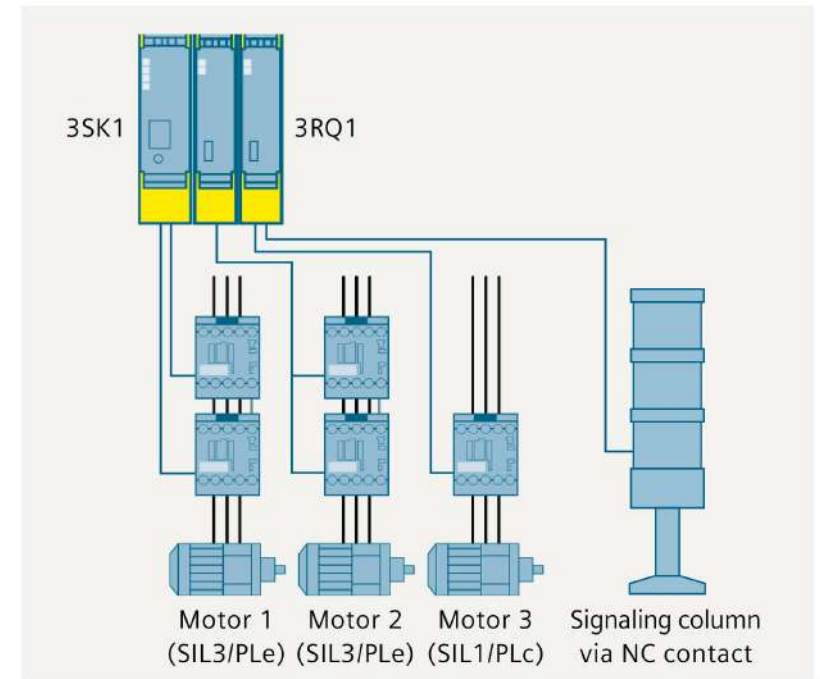 3SK1
3RQ1
Motor 1
(SIL3/PLe)
Motor 2
(SIL3/PLe)
Motor 3
(SIL1/PLc)
Signaling column
via NC contact